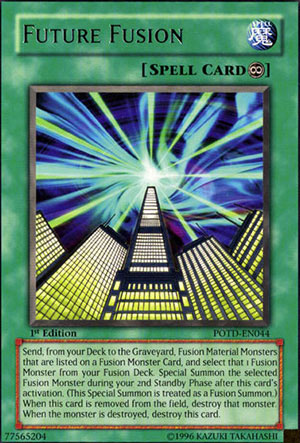 FUTURE FUSION
魔
[SPELL CARD]
1st Edition
POTD-EN044
Send, from your Deck to the Graveyard, Fusion Material Monsters
that are listed on a Fusion Monster Card, and select that 1 Fusion
Monster from your Fusion Deck. Special Summon the selected
Fusion Monster during your 2nd Standby Phase after this card's
activation. (This Special Summon is treated as a Fusion Summon.)
When this card is removed from the field, destroy that monster.
When the monster is destroyed, destroy this card.
77565204
©1996 KAZUKI TAKAHASHI